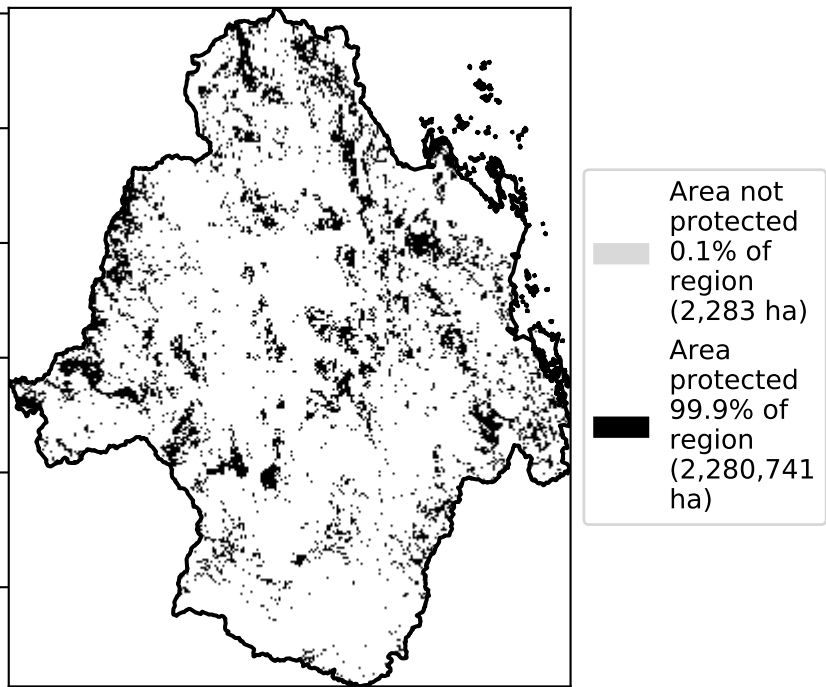 Area not
protected
0.1% of
region
(2,283 ha)
Area
protected
99.9% of
region
(2,280,741
ha)